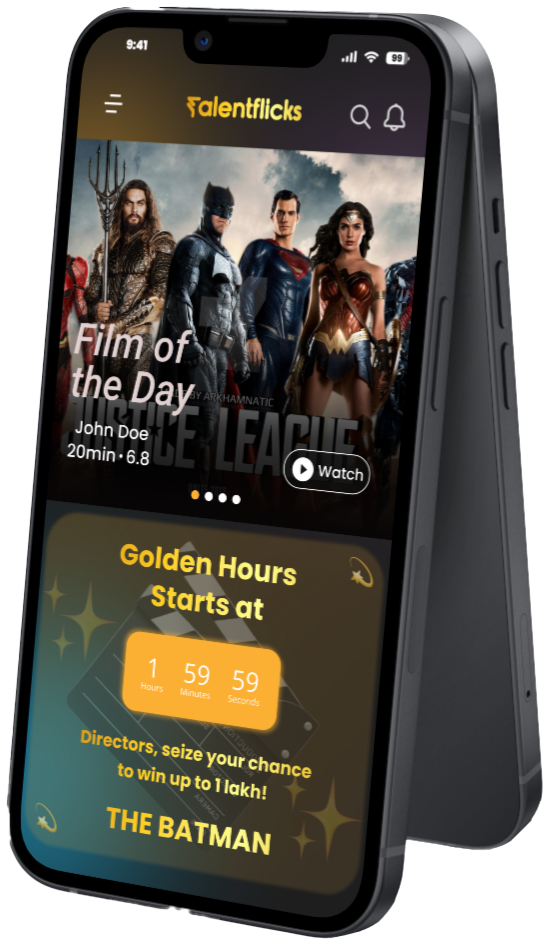 9:41
99
Talentflicks
Film of
the Day
BY ARKHAMNATIC
JUSTICE LEAGUE
John Doe
20min • 6.8
Watch
Golden Hours
Starts at
1 59 59
Hours Minutes Seconds
Directors, seize your chance
to win up to 1 lakh!
THE BATMAN